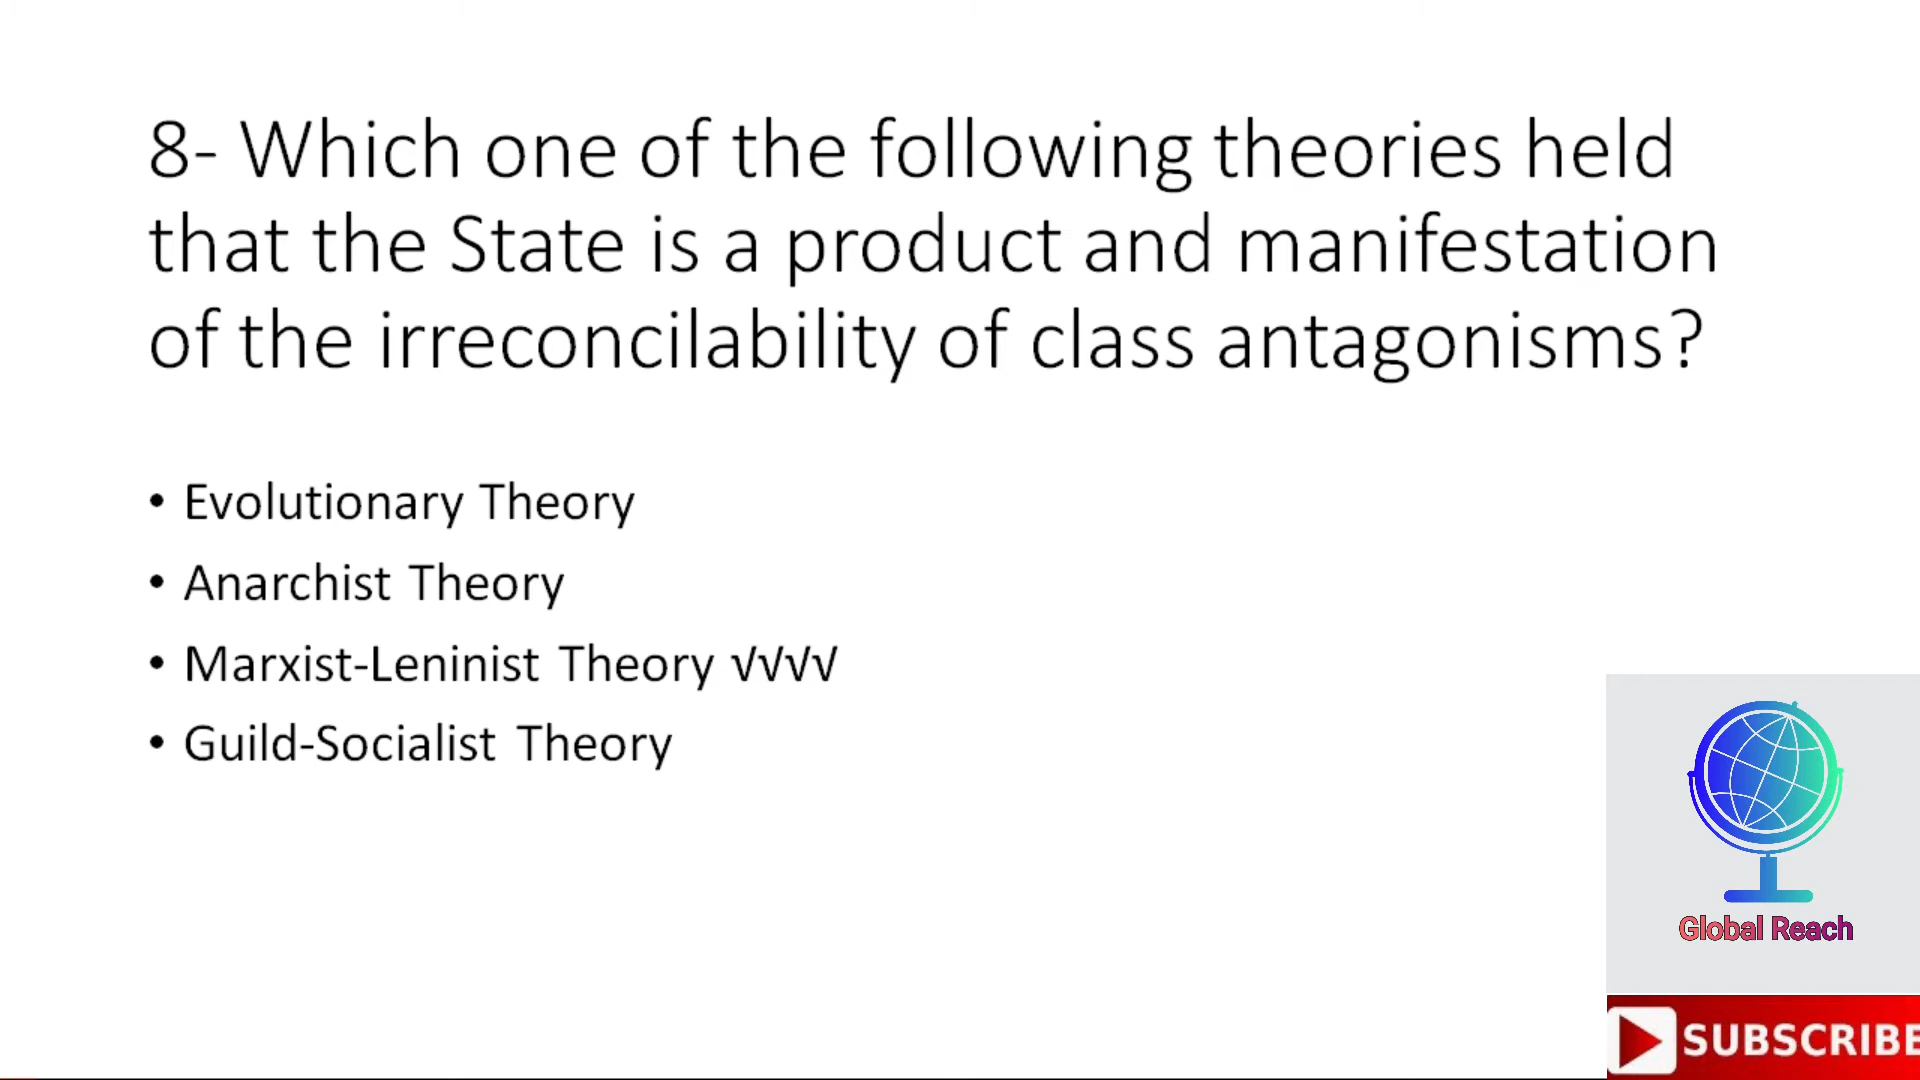 8- Which one of the following theories held
that the State is a product and manifestation
of the irreconcilability of class antagonisms?
• Evolutionary Theory
• Anarchist Theory
• Marxist-Leninist Theory √√√√
• Guild-Socialist Theory
Global Reach
SUBSCRIBE